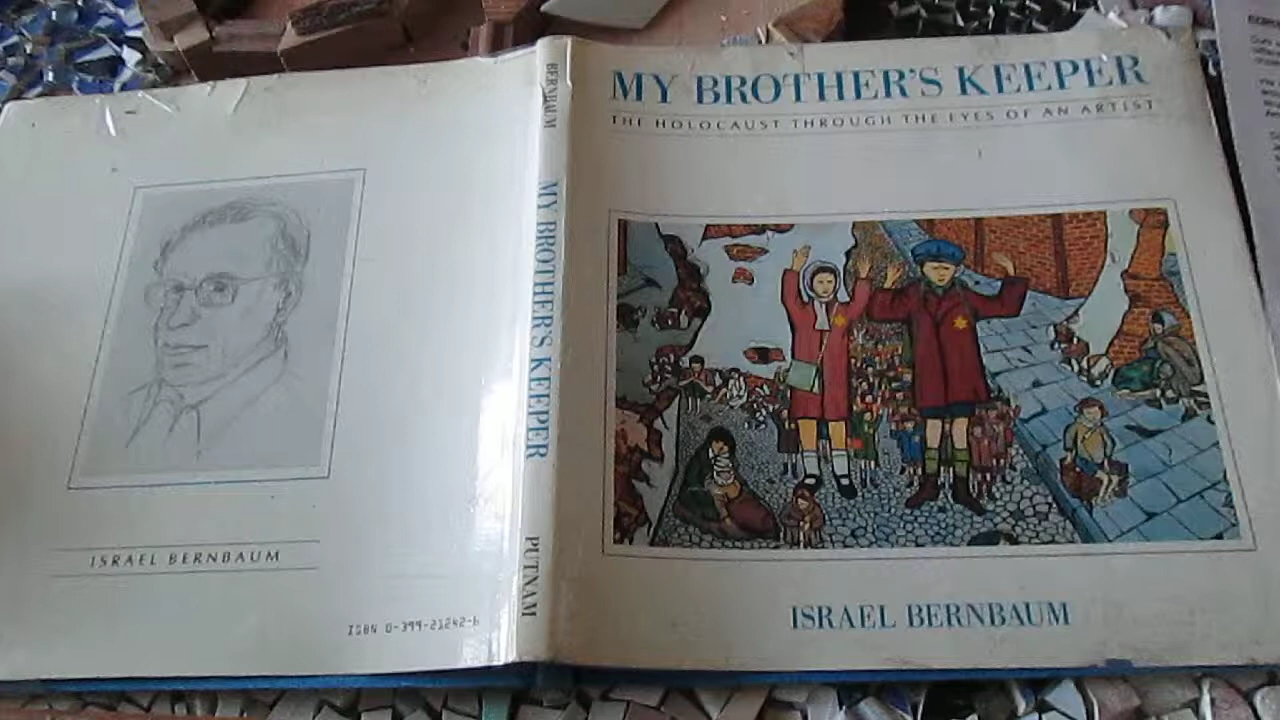 MY BROTHER'S KEEPER
THE HOLOCAUST THROUGH THE EYES OF AN ARTIST
ISRAEL BERNBAUM
BERNBAUM
MY BROTHER'S KEEPER
PUTNAM
ISRAEL BERNBAUM
ISBN 0-399-21242-6